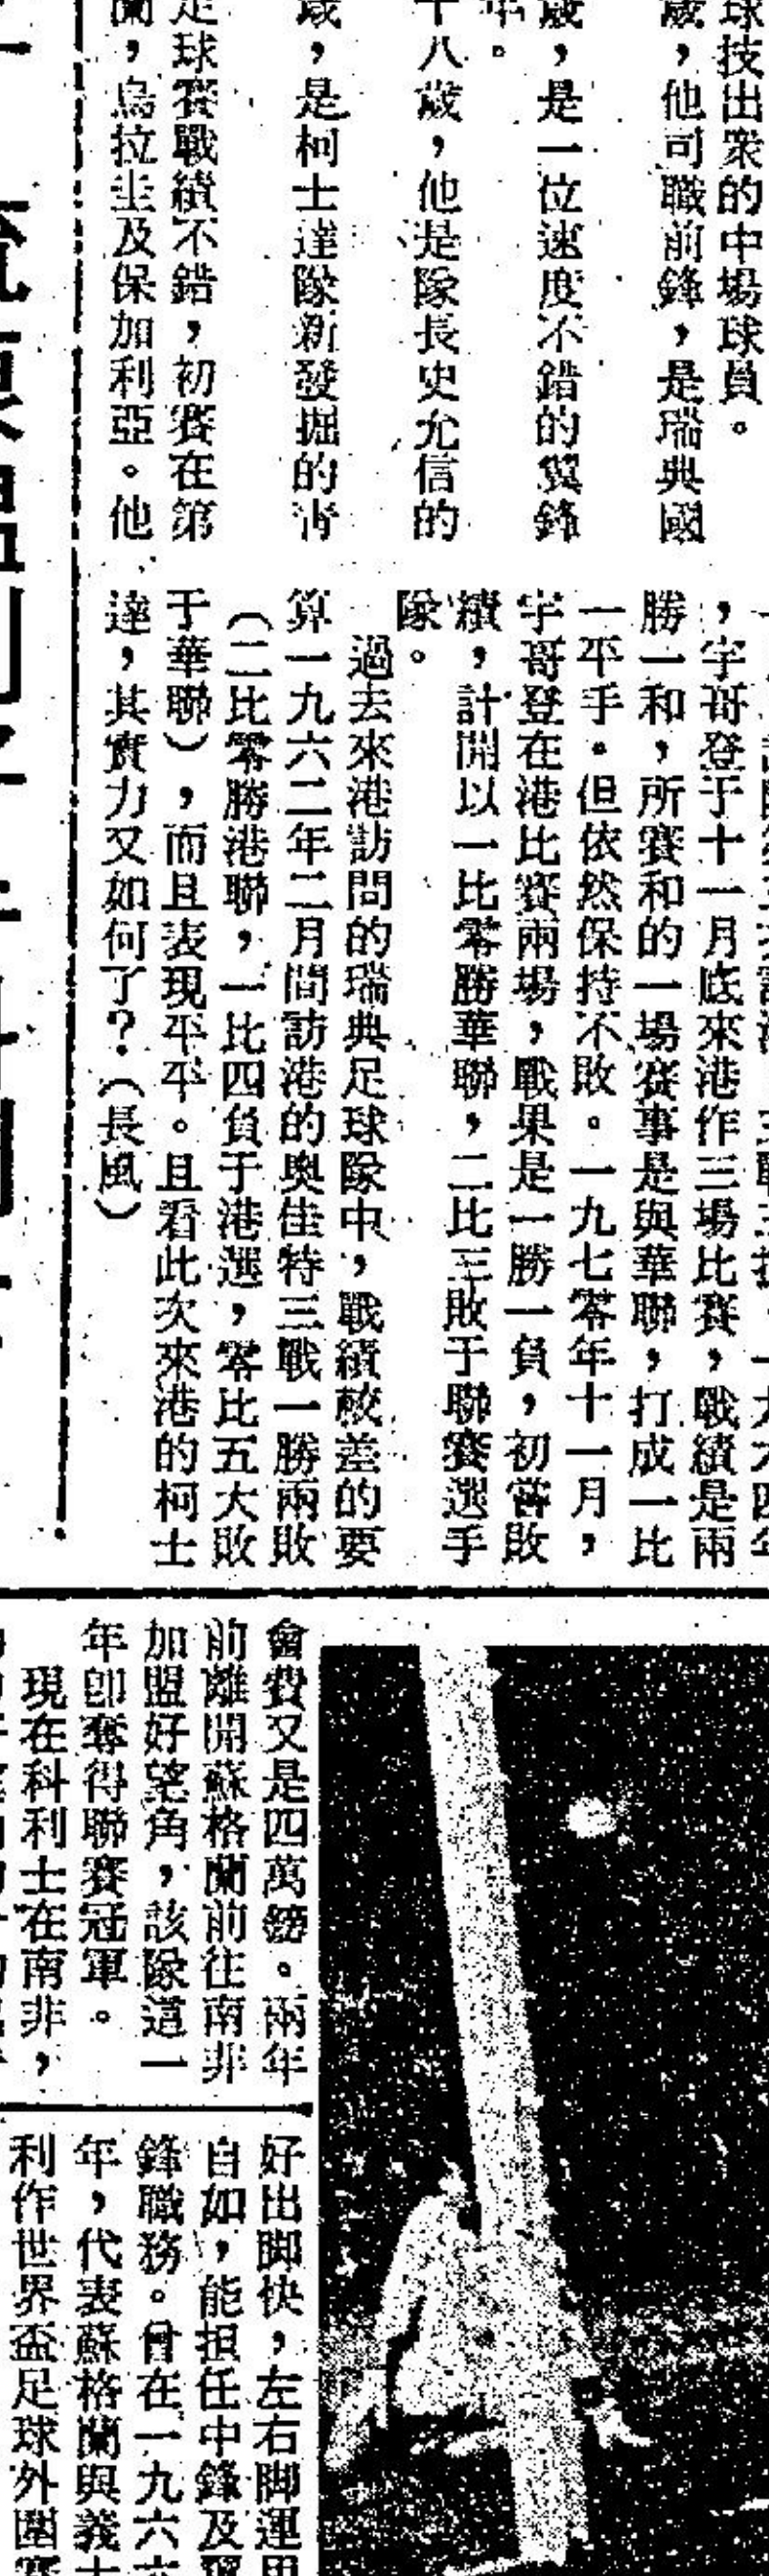 球技出衆的中場球員。
歲，他司職前鋒，是瑞典國
歲，是一位速度不錯的翼鋒
年。
十八歲，他是隊長史允信的
歲，是柯士達隊新發掘的青
足球賽戰績不錯，初賽在第
蘭，烏拉圭及保加利亞。他
，宇哥登于十一月底來港作三場比賽，戰績是兩
勝一和，所賽和的一場賽事是與華聯，打成一比
一平手。但依然保持不敗。一九七零年十一月，
宇哥登在港比賽兩場，戰果是一勝一負，初嘗敗
績，計開以一比零勝華聯，二比三敗于聯賽選手
隊。
過去來港訪問的瑞典足球隊中，戰績較差的要
算一九六二年二月間訪港的奧佳特三戰一勝兩敗
（二比零勝港聯，一比四負于港選，零比五大敗
于華聯），而且表現平平。且看此次來港的柯士
達，其實力又如何了？（長風）
會費又是四萬鎊。兩年
前離開蘇格蘭前往南非
加盟好望角，該隊這一
年卽奪得聯賽冠軍。
現在科利士在南非，
好出脚快，左右脚運用
自如，能担任中鋒及翼
鋒職務。曾在一九六六
年，代表蘇格蘭與義大
利作世界盃足球外圍賽